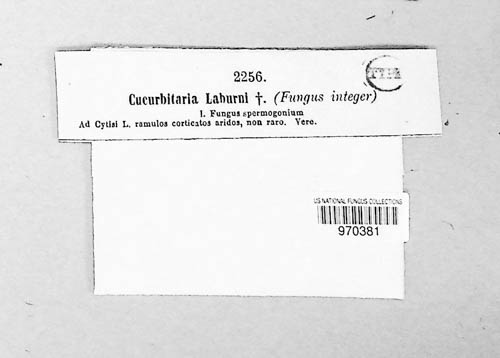 2256.
TYPE
Cucurbitaria Laburni †. (Fungus integer)
I. Fungus spermogonium
Ad Cytisi L. ramulos corticatos aridos, non raro. Vere.
US NATIONAL FUNGUS COLLECTIONS
970381